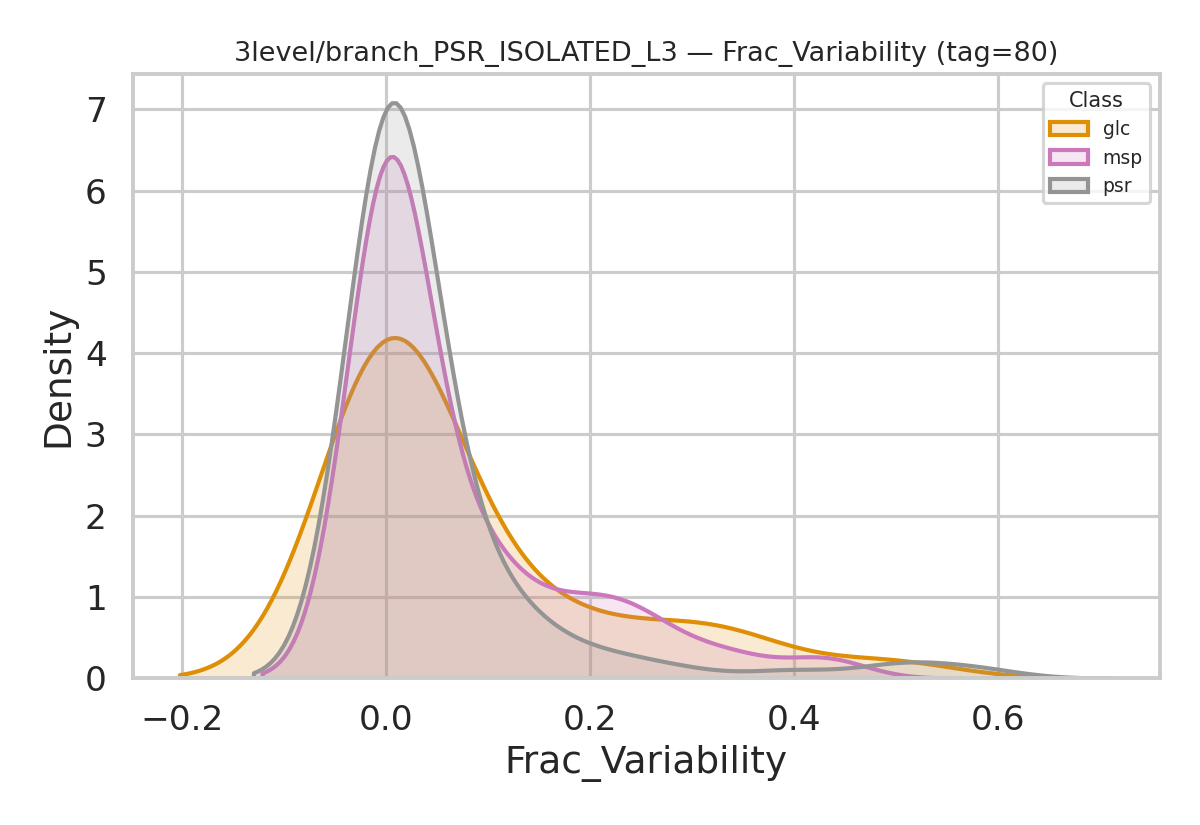 3level/branch_PSR_ISOLATED_L3 — Frac_Variability (tag=80)
Class
glc
msp
psr
7
6
5
4
3
2
1
0
Density
−0.2
0.0
0.2
0.4
0.6
Frac_Variability